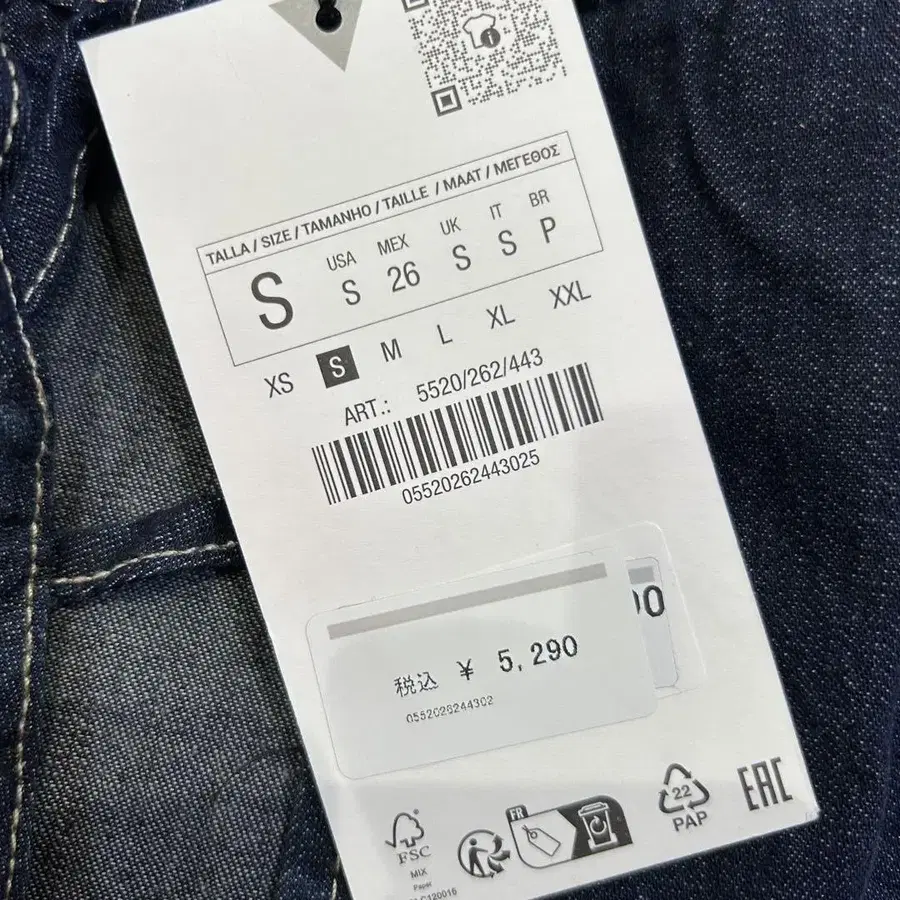 TALLA / SIZE / TAMANHO / TAILLE / MAAT / ΜΕΓΕΘΟΣ
USA MEX UK IT BR
S S 26 S S P
XS S M L XL XXL
ART.: 5520/262/443
05520262443025
00
税込 ¥ 5,290
0552026244302
FR
22
PAP
EAC
FSC
MIX
Paper
C120016